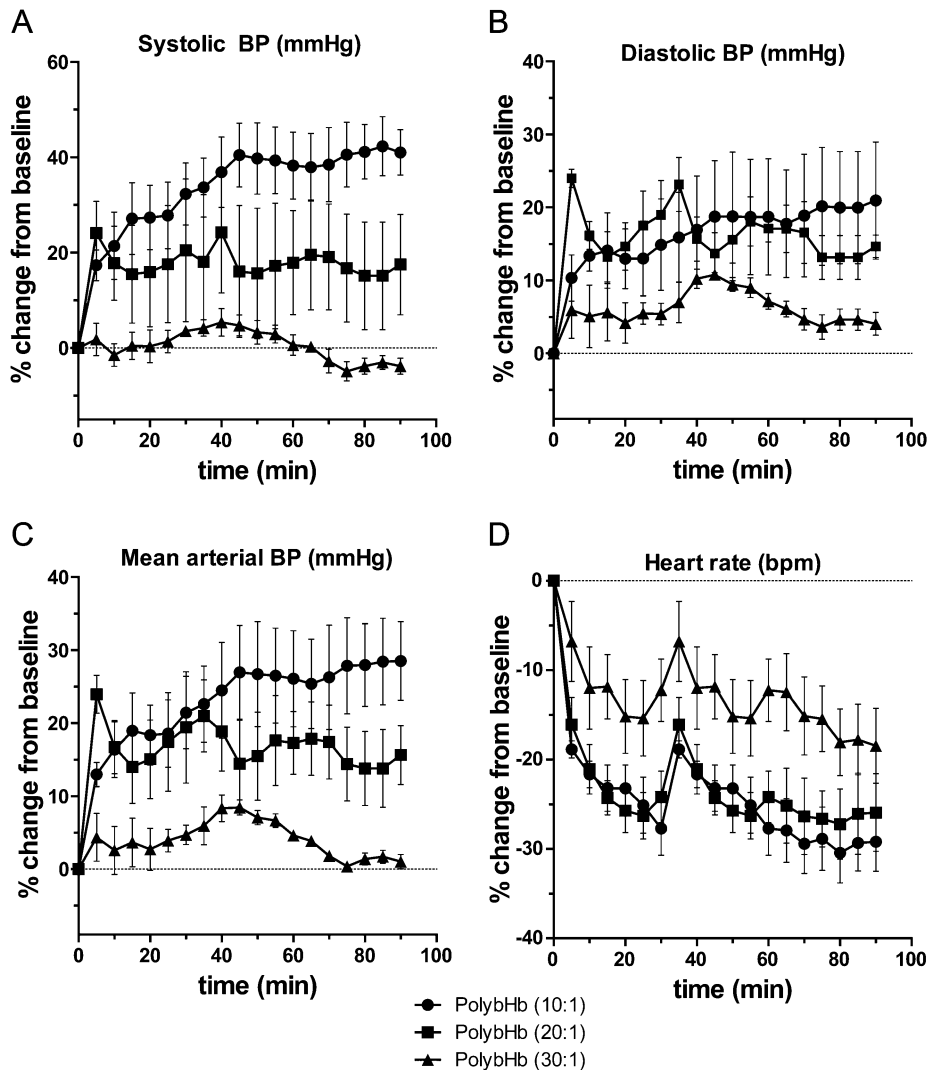 A
Systolic BP (mmHg)
% change from baseline
60
40
20
0
0 20 40 60 80 100
time (min)
B
Diastolic BP (mmHg)
% change from baseline
40
30
20
10
0
0 20 40 60 80 100
time (min)
C
Mean arterial BP (mmHg)
% change from baseline
40
30
20
10
0
0 20 40 60 80 100
time (min)
D
Heart rate (bpm)
% change from baseline
0
-10
-20
-30
-40
0 20 40 60 80 100
time (min)
PolybHb (10:1)
PolybHb (20:1)
PolybHb (30:1)